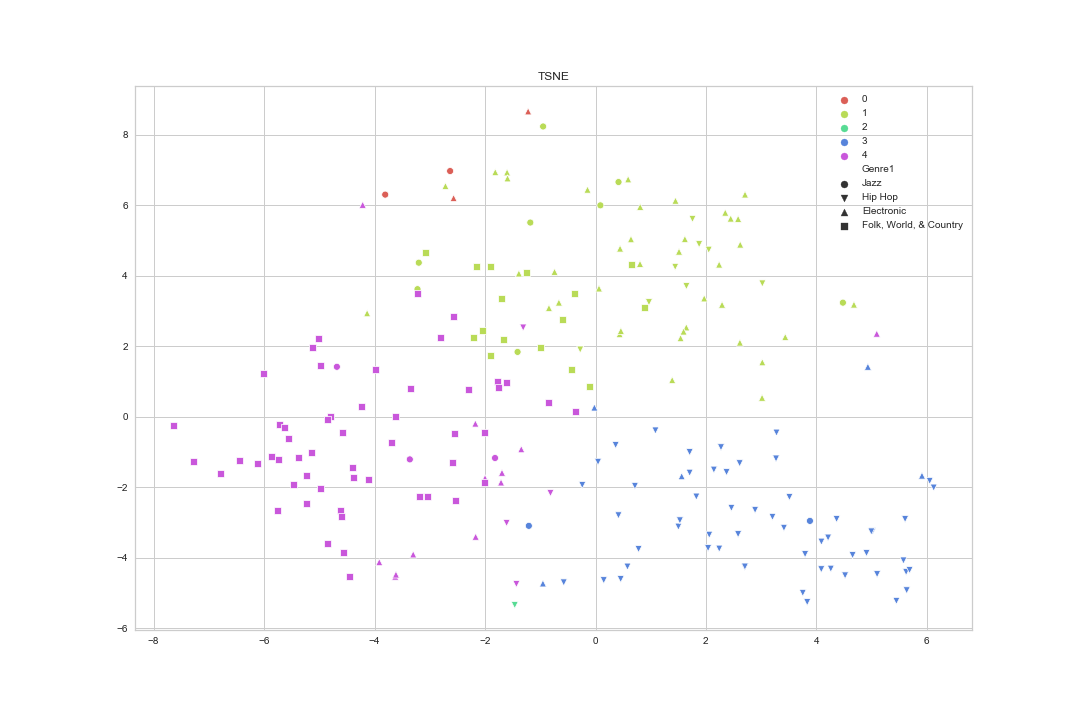 TSNE
0
1
2
3
4
Genre1
Jazz
Hip Hop
Electronic
Folk, World, & Country
8
6
4
2
0
−2
−4
−6
−8 −6 −4 −2 0 2 4 6